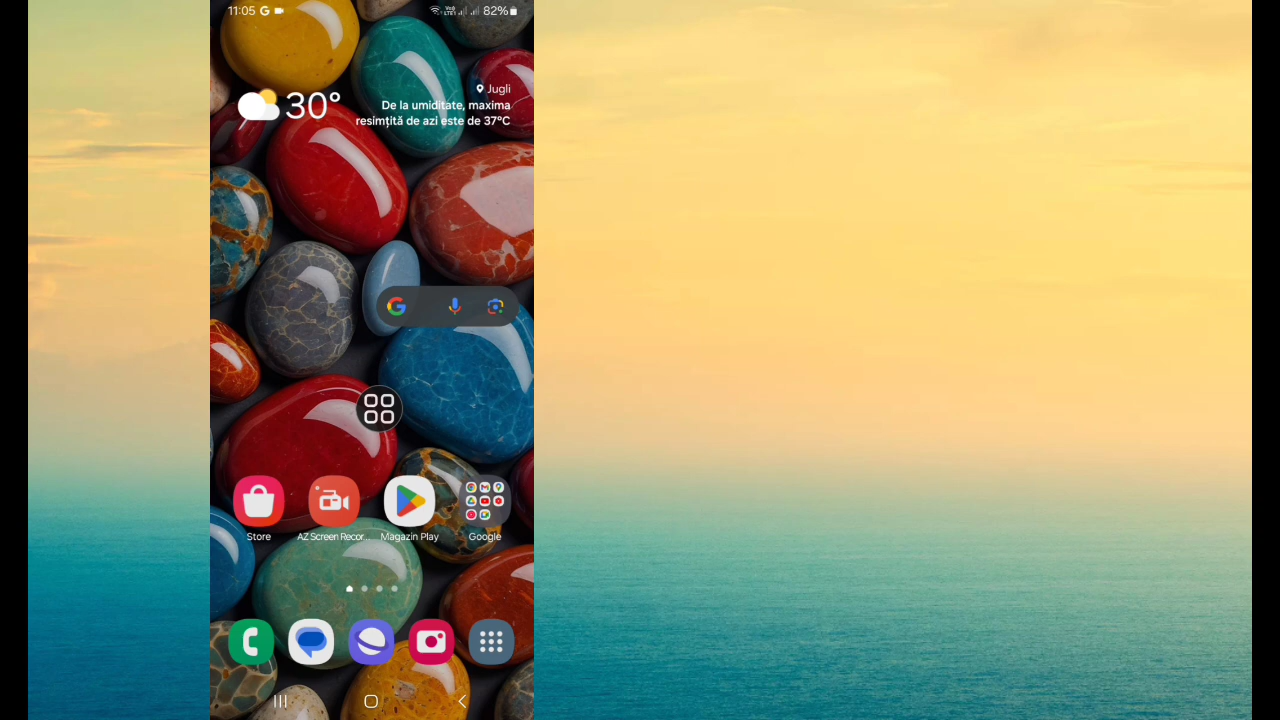 11:05
82%
Jugli
30°
De la umiditate, maxima
resimțită de azi este de 37°C
Store
AZ Screen Recor...
Magazin Play
Google